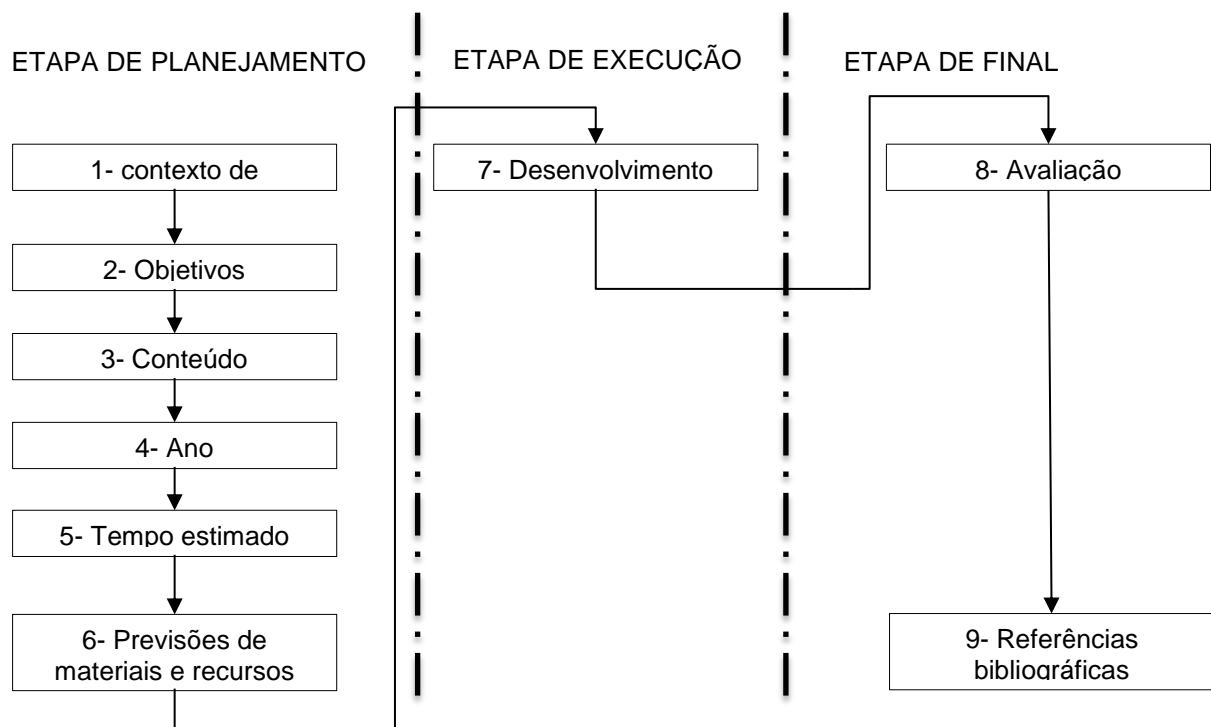 ETAPA DE PLANEJAMENTO
1- contexto de
2- Objetivos
3- Conteúdo
4- Ano
5- Tempo estimado
6- Previsões de
materiais e recursos
ETAPA DE EXECUÇÃO
7- Desenvolvimento
ETAPA DE FINAL
8- Avaliação
9- Referências
bibliográficas